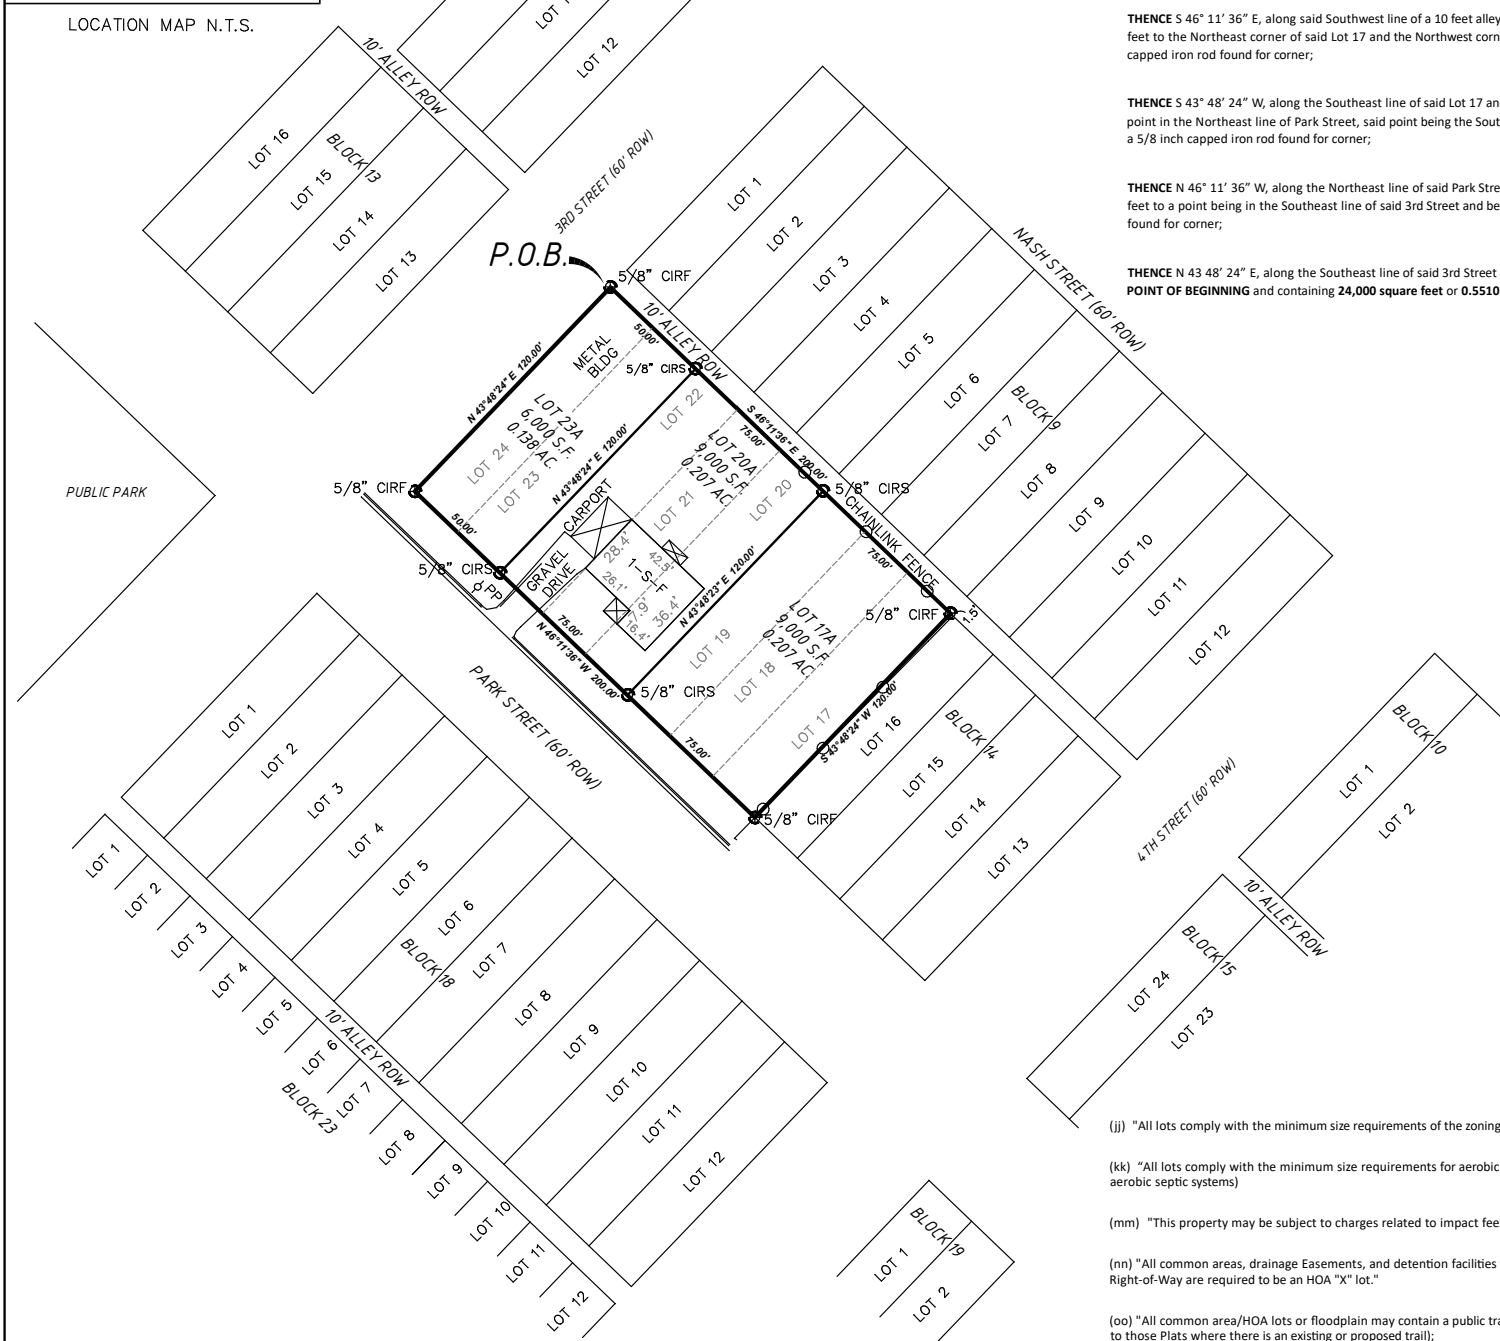 LOCATION MAP N.T.S.
THENCE S 46° 11' 36" E, along said Southwest line of a 10 feet alley
feet to the Northeast corner of said Lot 17 and the Northwest corn
capped iron rod found for corner;
THENCE S 43° 48' 24" W, along the Southeast line of said Lot 17 an
point in the Northeast line of Park Street, said point being the Sout
a 5/8 inch capped iron rod found for corner;
THENCE N 46° 11' 36" W, along the Northeast line of said Park Stre
feet to a point being in the Southeast line of said 3rd Street and be
found for corner;
THENCE N 43 48' 24" E, along the Southeast line of said 3rd Street
POINT OF BEGINNING and containing 24,000 square feet or 0.5510
LOT 12
10' ALLEY ROW
LOT 16
BLOCK 13
LOT 15
LOT 14
LOT 13
3RD STREET (60' ROW)
P.O.B.
5/8" CIRF
10' ALLEY ROW
NASH STREET (60' ROW)
LOT 1
LOT 2
LOT 3
LOT 4
LOT 5
LOT 6
BLOCK 9
LOT 7
LOT 8
LOT 9
LOT 10
LOT 11
LOT 12
N 43°48'24" E 120.00'
METAL
BLDG
50.00'
5/8" CIRS
LOT 23A
6,000 S.F.
0.138 AC.
LOT 24
LOT 23
N 43°48'24" E 120.00'
LOT 22
S 46°11'36" E 200.00'
75.00'
LOT 20A
9,000 S.F.
0.207 AC.
LOT 21
LOT 20
5/8" CIRS
CHAINLINK FENCE
75.00'
5/8" CIRF
1.5'
5/8" CIRF
50.00'
5/8" CIRS
PP
GRAVEL
DRIVE
CARPORT
28.4'
42.5'
1-S-F
26.1'
7.9'
16.4'
36.4'
N 43°48'23" E 120.00'
75.00'
N 46°11'36" W 200.00'
5/8" CIRS
LOT 19
LOT 18
LOT 17
LOT 17A
9,000 S.F.
0.207 AC.
S 43°48'24" W 120.00'
75.00'
5/8" CIRF
PUBLIC PARK
PARK STREET (60' ROW)
LOT 16
BLOCK 14
LOT 15
LOT 14
LOT 13
4TH STREET (60' ROW)
BLOCK 10
LOT 1
LOT 2
10' ALLEY ROW
BLOCK 15
LOT 24
LOT 23
LOT 1
LOT 2
LOT 3
LOT 4
LOT 5
LOT 6
BLOCK 18
LOT 7
LOT 8
LOT 9
LOT 10
LOT 11
LOT 12
10' ALLEY ROW
LOT 1
LOT 2
LOT 3
LOT 4
LOT 5
LOT 6
BLOCK 23
LOT 7
LOT 8
LOT 9
LOT 10
LOT 11
LOT 12
BLOCK 19
LOT 1
LOT 2
(jj) "All lots comply with the minimum size requirements of the zoning
(kk) "All lots comply with the minimum size requirements for aerobic
aerobic septic systems)
(mm) "This property may be subject to charges related to impact fee
(nn) "All common areas, drainage Easements, and detention facilities
Right-of-Way are required to be an HOA "X" lot."
(oo) "All common area/HOA lots or floodplain may contain a public tra
to those Plats where there is an existing or proposed trail);